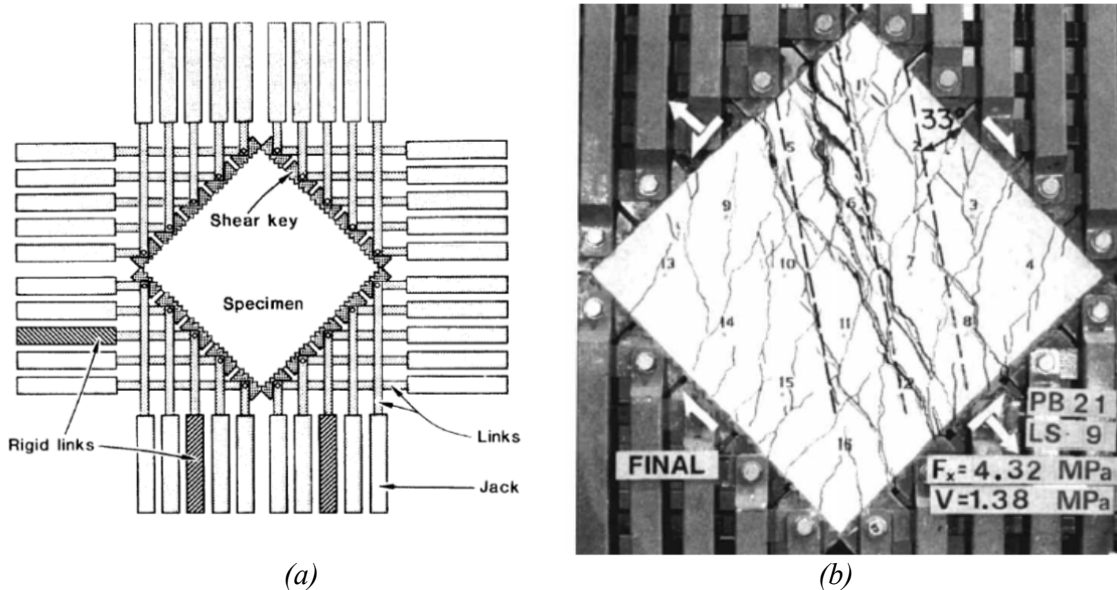 Shear key
Specimen
Rigid links
Links
Jack
(a)
33°
1
2
3
4
5
6
7
8
9
10
11
12
13
14
15
16
FINAL
PB 21
LS - 9
Fx = 4.32 MPa
V = 1.38 MPa
(b)